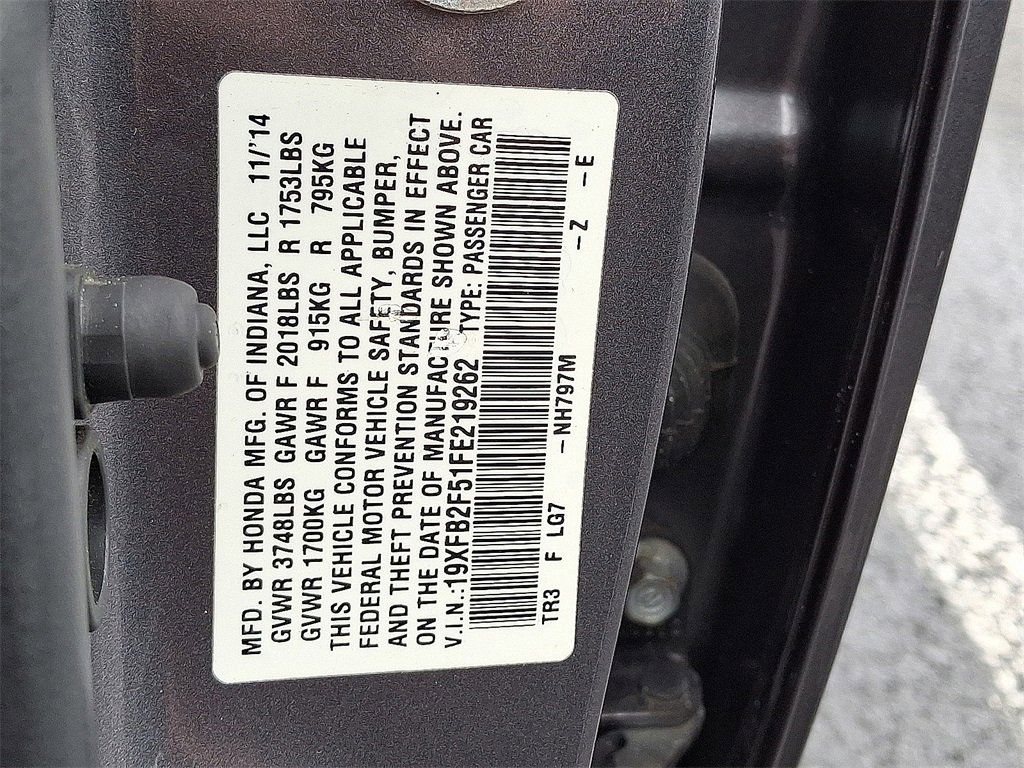 MFD. BY HONDA MFG. OF INDIANA, LLC 11/'14
GVWR 3748LBS GAWR F 2018LBS R 1753LBS
GVWR 1700KG GAWR F 915KG R 795KG
THIS VEHICLE CONFORMS TO ALL APPLICABLE
FEDERAL MOTOR VEHICLE SAFETY, BUMPER,
AND THEFT PREVENTION STANDARDS IN EFFECT
ON THE DATE OF MANUFACTURE SHOWN ABOVE.
V.I.N.:19XFB2F51FE219262 TYPE: PASSENGER CAR
TR3 F LG7 -NH797M -Z -E